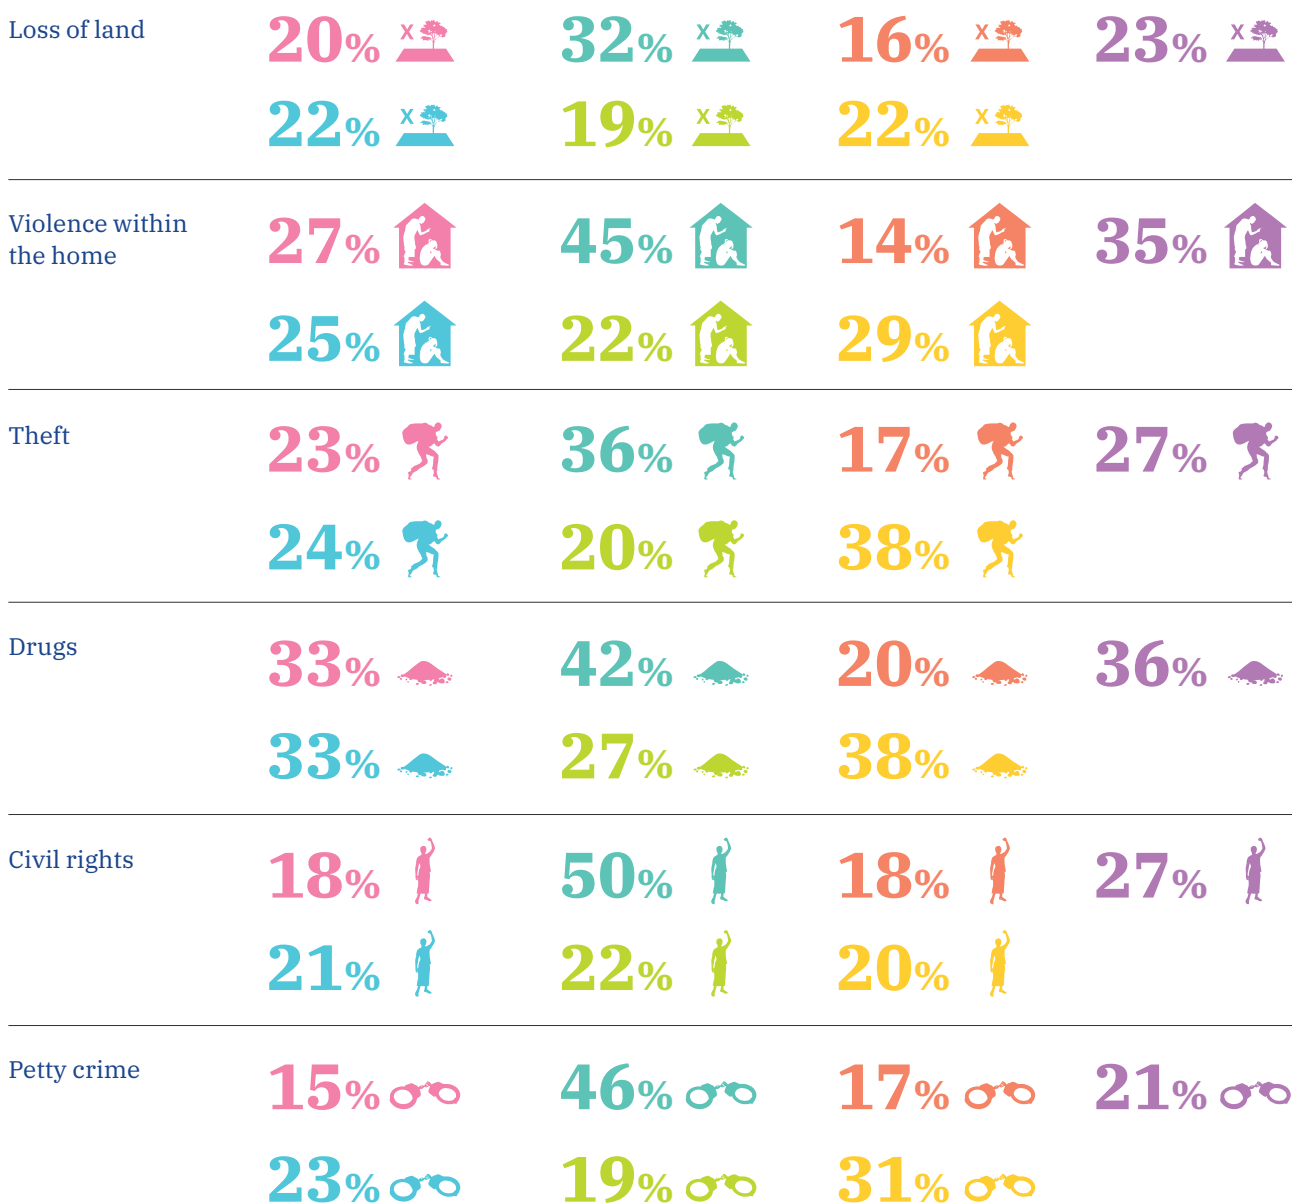 Loss of land 20% X 32% X 16% X 23% X
22% X 19% X 22% X
Violence within
the home
27% 45% 14% 35%
25% 22% 29%
Theft 23% 36% 17% 27%
24% 20% 38%
Drugs 33% 42% 20% 36%
33% 27% 38%
Civil rights 18% 50% 18% 27%
21% 22% 20%
Petty crime 15% 46% 17% 21%
23% 19% 31%